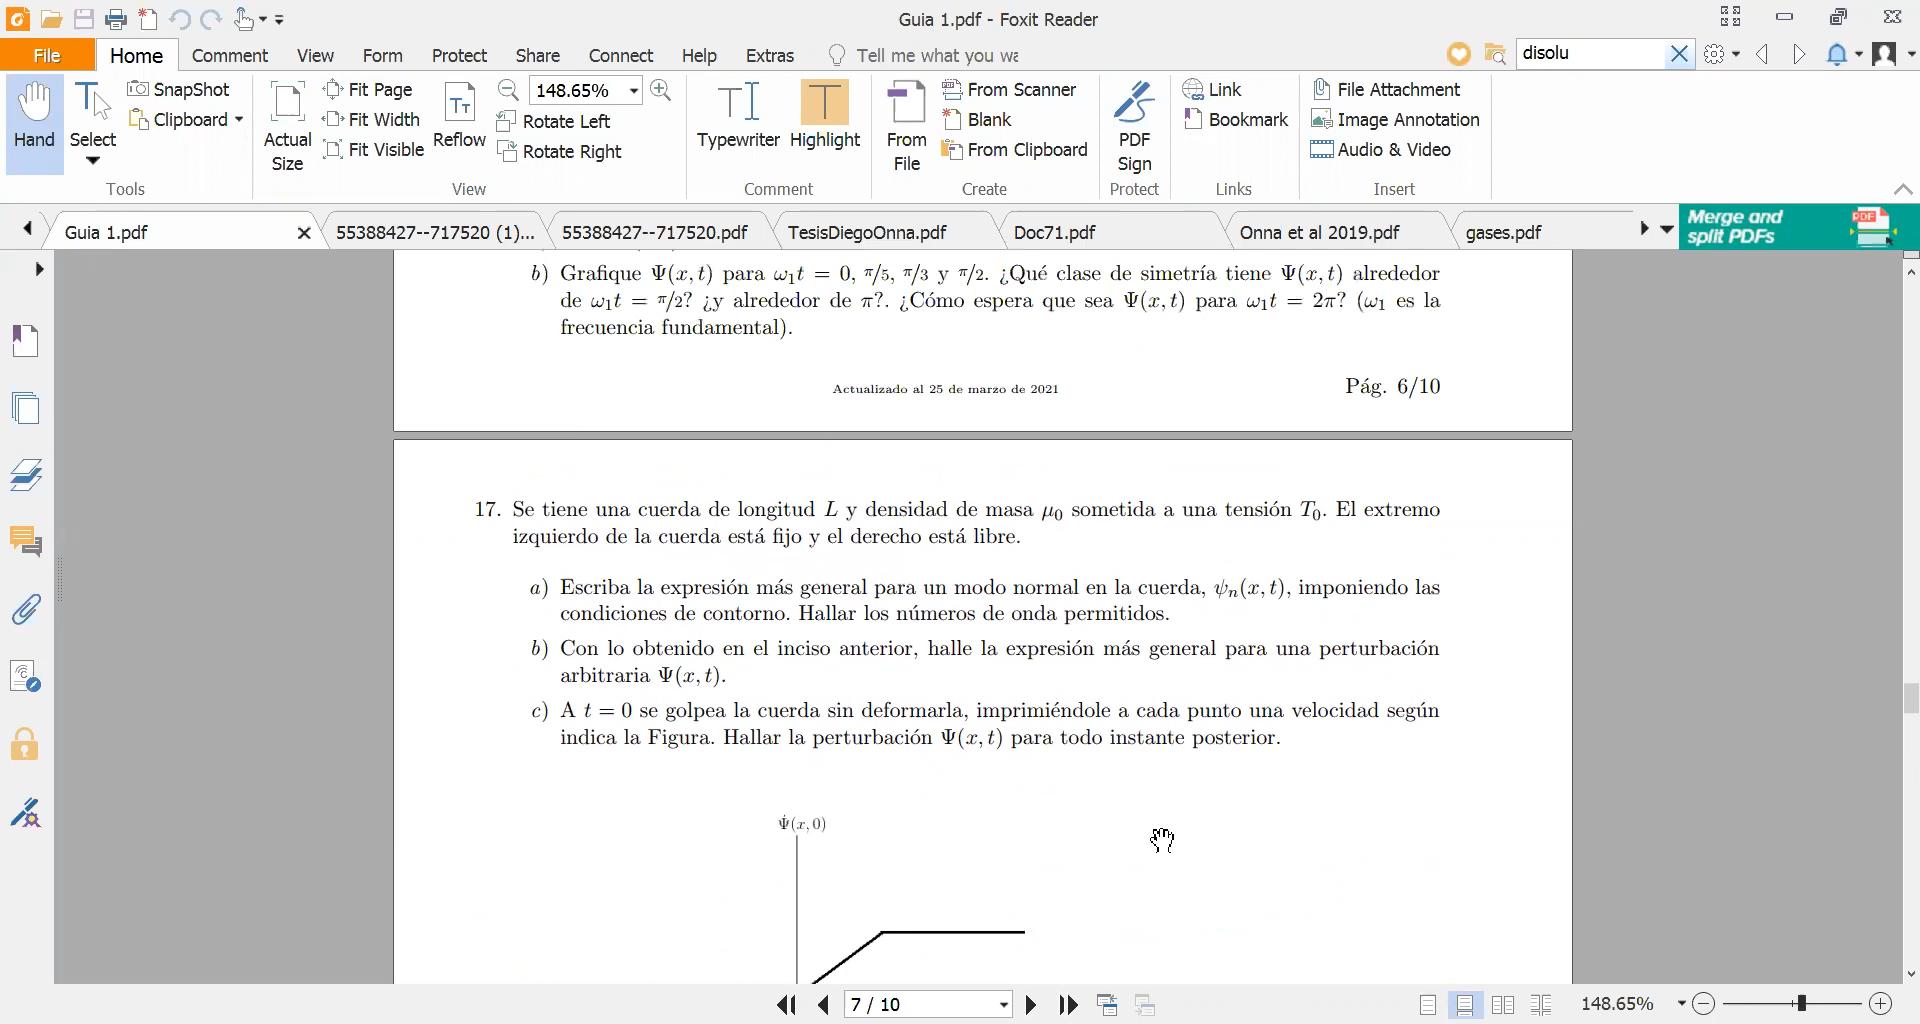 Guia 1.pdf - Foxit Reader
File Home Comment View Form Protect Share Connect Help Extras Tell me what you wa disolu
Hand Select SnapShot Clipboard
Tools
Actual Size Fit Page Fit Width Fit Visible Reflow 148.65% Rotate Left Rotate Right
View
Typewriter Highlight
Comment
From File From Scanner Blank From Clipboard
Create
PDF Sign
Protect
Link Bookmark
Links
File Attachment Image Annotation Audio & Video
Insert
Guia 1.pdf 55388427--717520 (1)... 55388427--717520.pdf TesisDiegoOnna.pdf Doc71.pdf Onna et al 2019.pdf gases.pdf
Merge and split PDFs PDF
b) Grafique Ψ(x, t) para ω₁t = 0, π/5, π/3 y π/2. ¿Qué clase de simetría tiene Ψ(x, t) alrededor
de ω₁t = π/2? ¿y alrededor de π?. ¿Cómo espera que sea Ψ(x, t) para ω₁t = 2π? (ω₁ es la
frecuencia fundamental).
Actualizado al 25 de marzo de 2021 Pág. 6/10
17. Se tiene una cuerda de longitud L y densidad de masa μ₀ sometida a una tensión T₀. El extremo
izquierdo de la cuerda está fijo y el derecho está libre.
a) Escriba la expresión más general para un modo normal en la cuerda, ψₙ(x, t), imponiendo las
condiciones de contorno. Hallar los números de onda permitidos.
b) Con lo obtenido en el inciso anterior, halle la expresión más general para una perturbación
arbitraria Ψ(x, t).
c) A t = 0 se golpea la cuerda sin deformarla, imprimiéndole a cada punto una velocidad según
indica la Figura. Hallar la perturbación Ψ(x, t) para todo instante posterior.
Ψ̇(x, 0)
7 / 10 148.65%